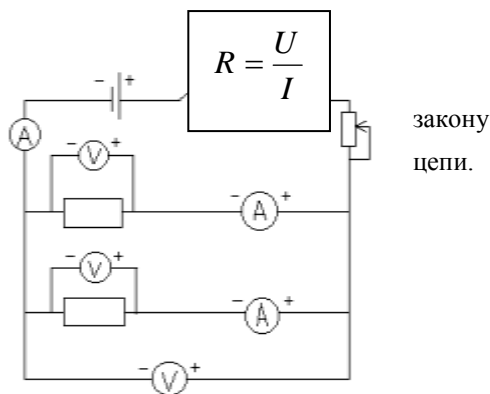 R = U / I
закону
цепи.
− +
A
− V +
− A +
− V +
− A +
− V +